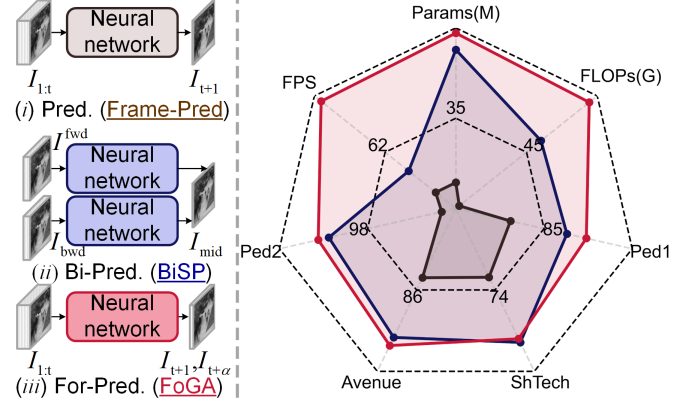 Neural
network
I1:t
It+1
(i) Pred. (Frame-Pred)
Ifwd
Neural
network
Neural
network
Ibwd
Imid
(ii) Bi-Pred. (BiSP)
Neural
network
I1:t
It+1, It+α
(iii) For-Pred. (FoGA)
Params(M)
FPS
FLOPs(G)
35
62
45
98
85
Ped2
Ped1
86
74
Avenue
ShTech